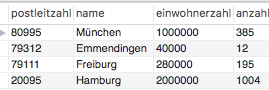 postleitzahl name einwohnerzahl anzahl
80995 München 1000000 385
79312 Emmendingen 40000 12
79111 Freiburg 280000 195
20095 Hamburg 2000000 1004